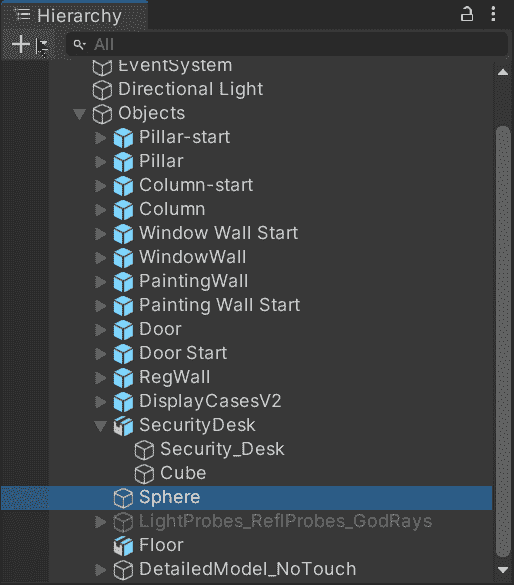 Hierarchy
All
EventSystem
Directional Light
Objects
Pillar-start
Pillar
Column-start
Column
Window Wall Start
WindowWall
PaintingWall
Painting Wall Start
Door
Door Start
RegWall
DisplayCasesV2
SecurityDesk
Security_Desk
Cube
Sphere
LightProbes_ReflProbes_GodRays
Floor
DetailedModel_NoTouch